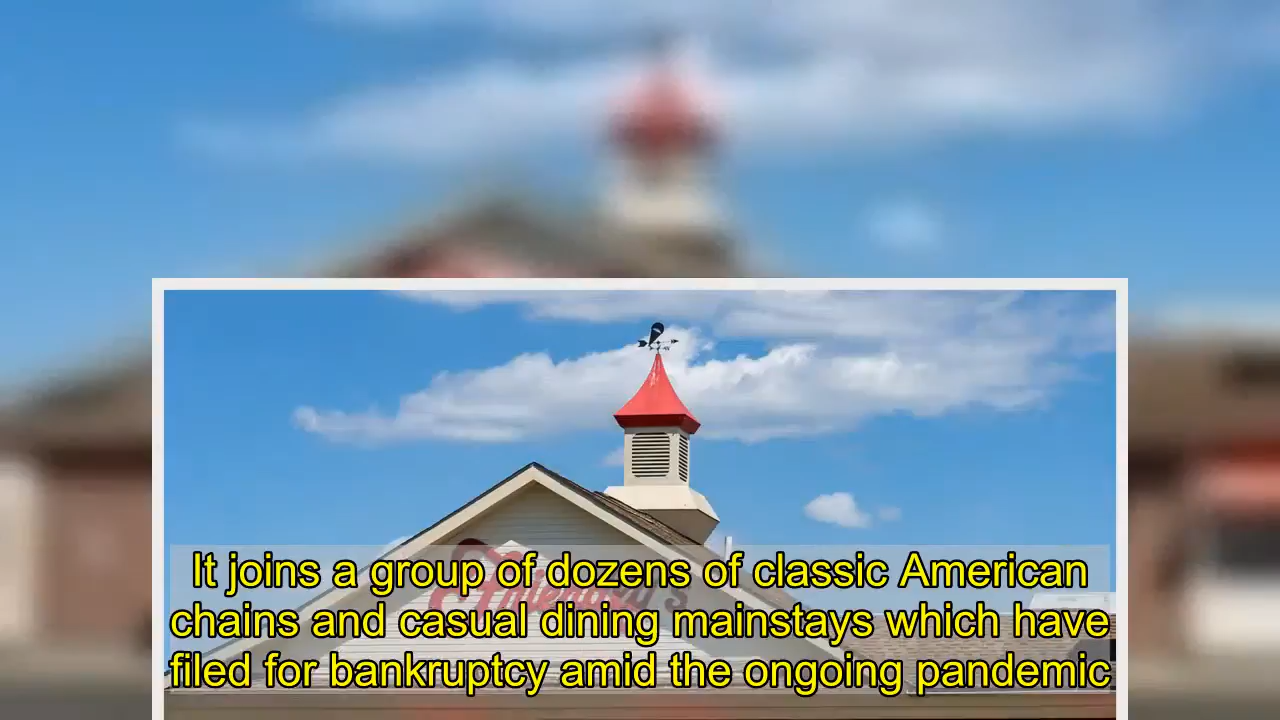 It joins a group of dozens of classic American
chains and casual dining mainstays which have
filed for bankruptcy amid the ongoing pandemic